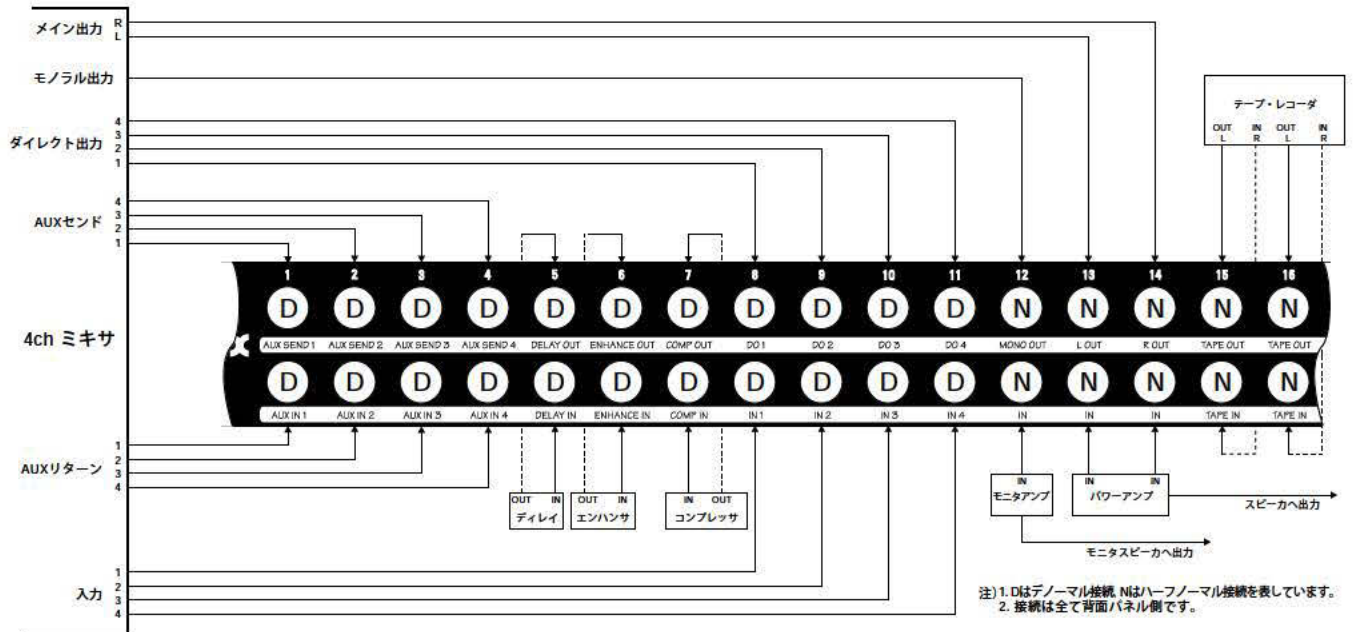 メイン出力 R
L
モノラル出力
ダイレクト出力 4
3
2
1
AUXセンド 4
3
2
1
テープ・レコーダ
OUT IN OUT IN
L R L R
4ch ミキサ
1 2 3 4 5 6 7 8 9 10 11 12 13 14 15 16
D D D D D D D D D D D N N N N N
AUX SEND 1 AUX SEND 2 AUX SEND 3 AUX SEND 4 DELAY OUT ENHANCE OUT COMP OUT DO 1 DO 2 DO 3 DO 4 MONO OUT L OUT R OUT TAPE OUT TAPE OUT
D D D D D D D D D D D N N N N N
AUX IN 1 AUX IN 2 AUX IN 3 AUX IN 4 DELAY IN ENHANCE IN COMP IN IN 1 IN 2 IN 3 IN 4 IN IN IN TAPE IN TAPE IN
AUXリターン 1
2
3
4
OUT IN
ディレイ
OUT IN
エンハンサ
IN OUT
コンプレッサ
IN
モニタアンプ
IN IN
パワーアンプ
スピーカへ出力
モニタスピーカへ出力
入力 1
2
3
4
注) 1. Dはデノーマル接続, Nはハーフノーマル接続を表しています。
2. 接続は全て背面パネル側です。